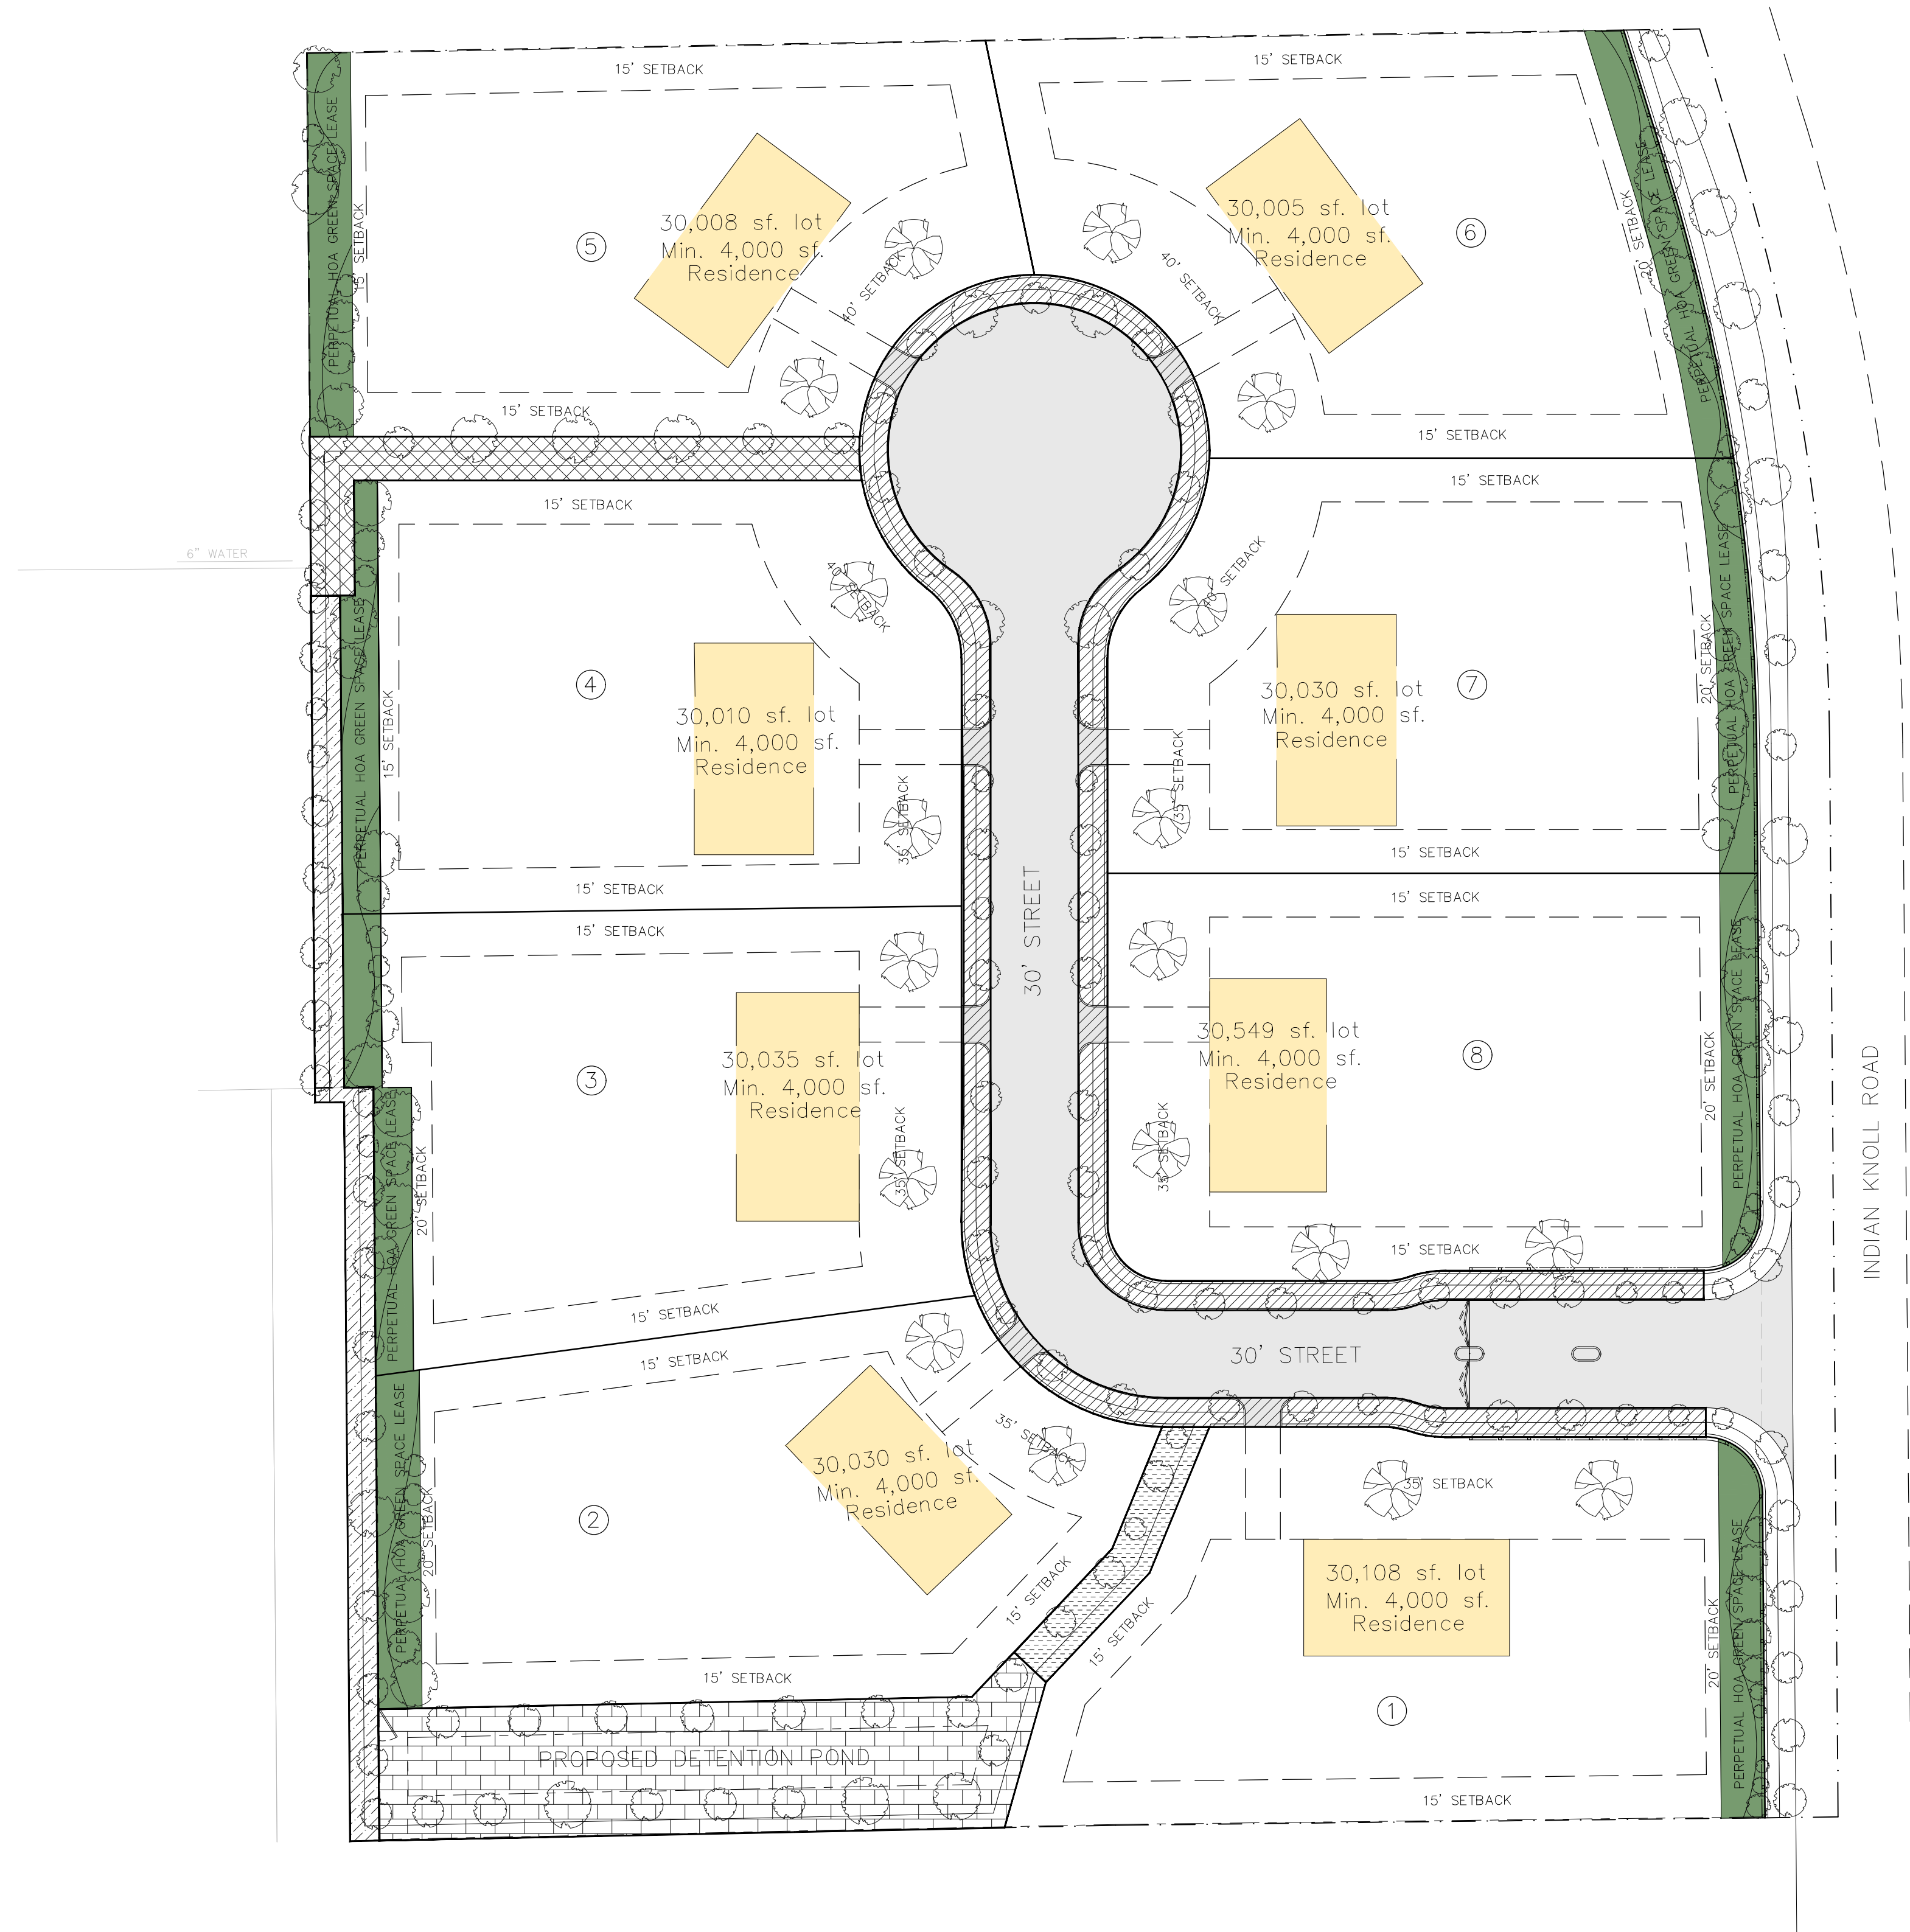 15' SETBACK
15' SETBACK
PERPETUAL HOA GREEN SPACE LEASE
15' SETBACK
30,008 sf. lot
Min. 4,000 sf.
Residence
5
40' SETBACK
15' SETBACK
30,005 sf. lot
Min. 4,000 sf.
Residence
6
40' SETBACK
20' SETBACK
PERPETUAL HOA GREEN SPACE LEASE
15' SETBACK
6" WATER
15' SETBACK
PERPETUAL HOA GREEN SPACE LEASE
15' SETBACK
4
30,010 sf. lot
Min. 4,000 sf.
Residence
40' SETBACK
35' SETBACK
15' SETBACK
15' SETBACK
40' SETBACK
30,030 sf. lot
Min. 4,000 sf.
Residence
7
35' SETBACK
20' SETBACK
PERPETUAL HOA GREEN SPACE LEASE
15' SETBACK
30' STREET
15' SETBACK
3
30,035 sf. lot
Min. 4,000 sf.
Residence
35' SETBACK
20' SETBACK
PERPETUAL HOA GREEN SPACE LEASE
15' SETBACK
15' SETBACK
30,549 sf. lot
Min. 4,000 sf.
Residence
8
35' SETBACK
20' SETBACK
PERPETUAL HOA GREEN SPACE LEASE
15' SETBACK
INDIAN KNOLL ROAD
30' STREET
15' SETBACK
PERPETUAL HOA GREEN SPACE LEASE
20' SETBACK
2
30,030 sf. lot
Min. 4,000 sf.
Residence
35' SETBACK
15' SETBACK
15' SETBACK
15' SETBACK
35' SETBACK
30,108 sf. lot
Min. 4,000 sf.
Residence
1
20' SETBACK
PERPETUAL HOA GREEN SPACE LEASE
PROPOSED DETENTION POND
15' SETBACK